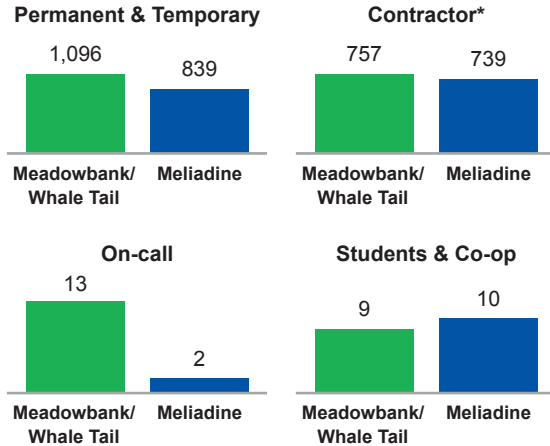 Permanent & Temporary
1,096
839
Meadowbank/
Whale Tail
Meliadine
Contractor*
757
739
Meadowbank/
Whale Tail
Meliadine
On-call
13
2
Meadowbank/
Whale Tail
Meliadine
Students & Co-op
9
10
Meadowbank/
Whale Tail
Meliadine